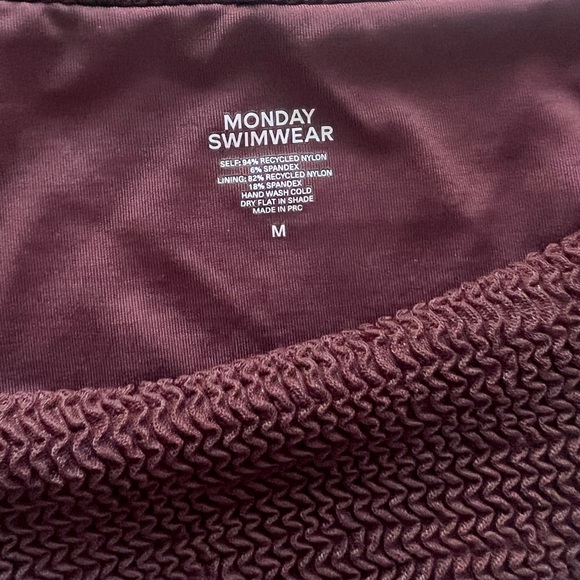 MONDAY
SWIMWEAR
SELF: 94% RECYCLED NYLON
6% SPANDEX
LINING: 82% RECYCLED NYLON
18% SPANDEX
HAND WASH COLD
DRY FLAT IN SHADE
MADE IN PRC
M